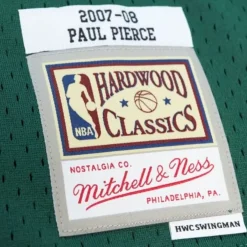 2007-08
PAUL PIERCE
HARDWOOD
NBA
CLASSICS
NOSTALGIA CO.
Mitchell & Ness
PHILADELPHIA, PA.
HWC SWINGMAN